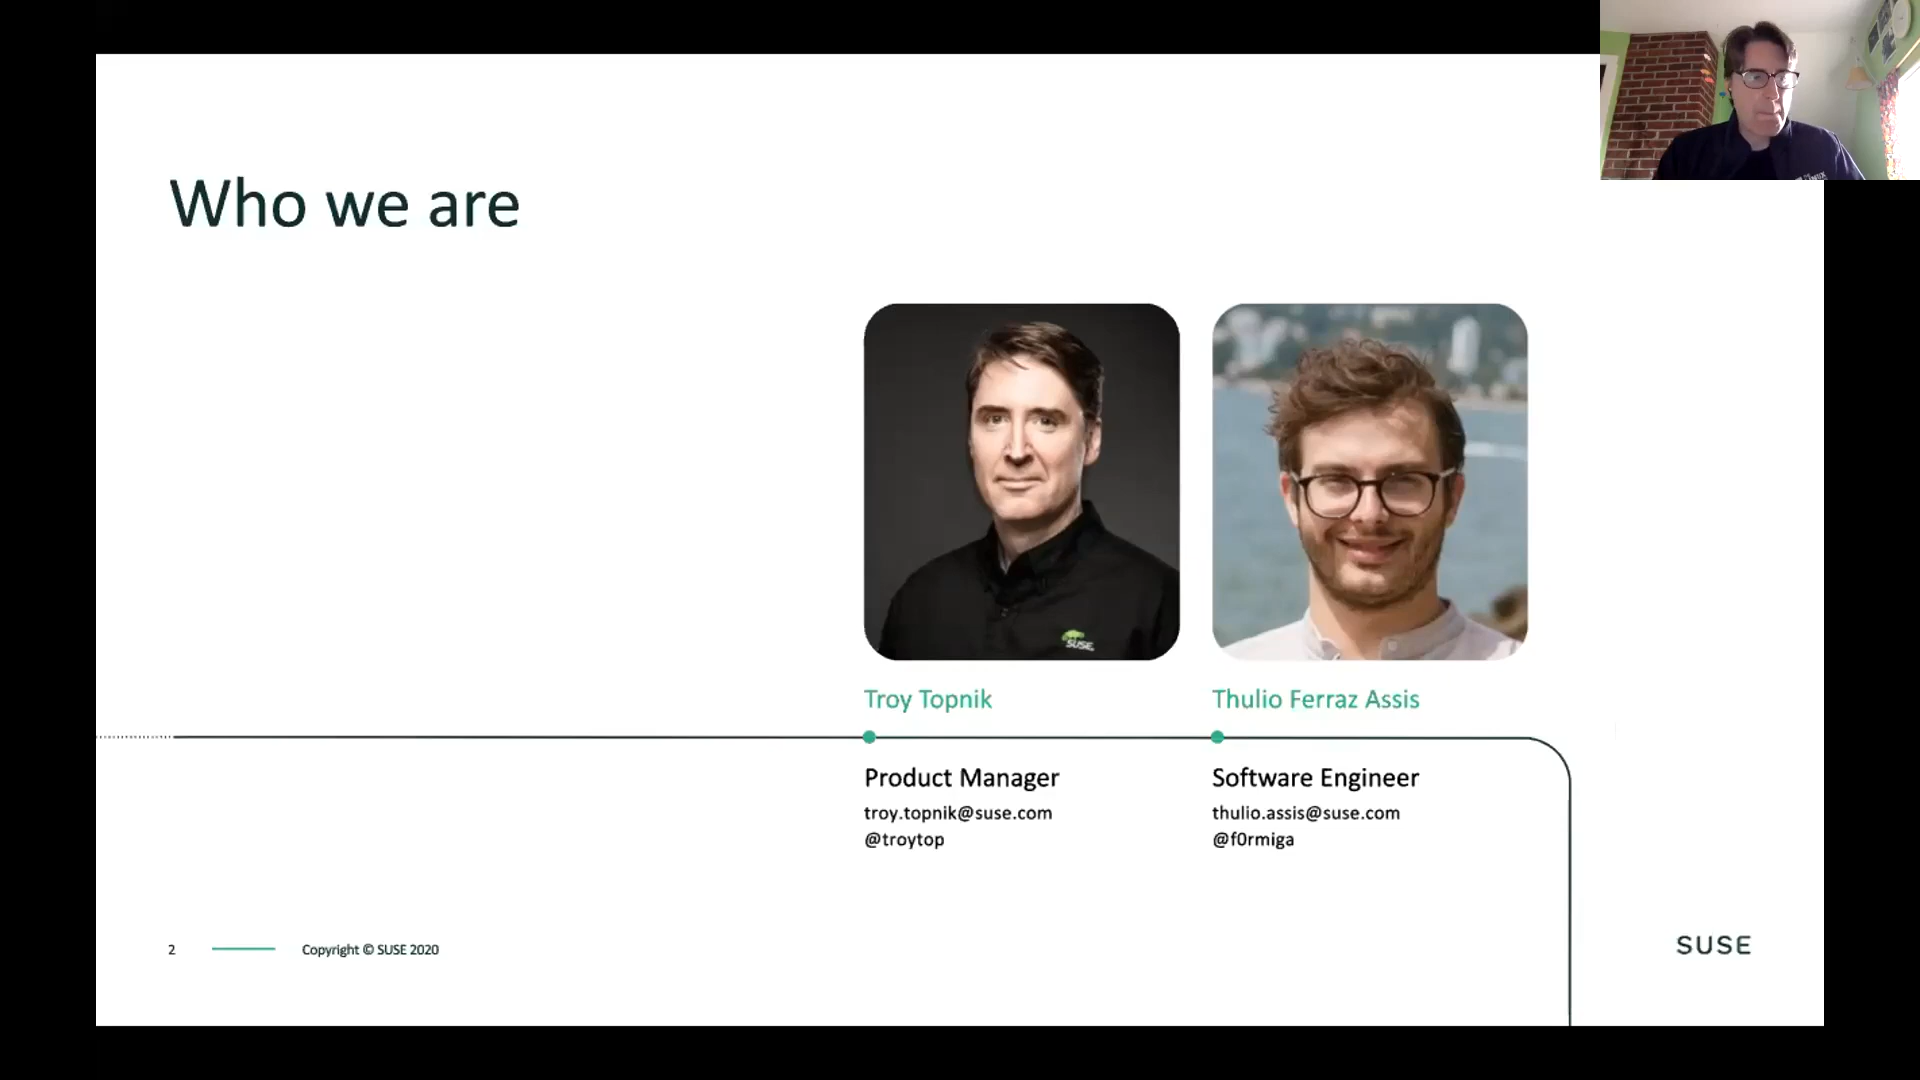 Who we are
SUSE
Troy Topnik
Thulio Ferraz Assis
Product Manager
Software Engineer
troy.topnik@suse.com
thulio.assis@suse.com
@troytop
@f0rmiga
2
Copyright © SUSE 2020
SUSE